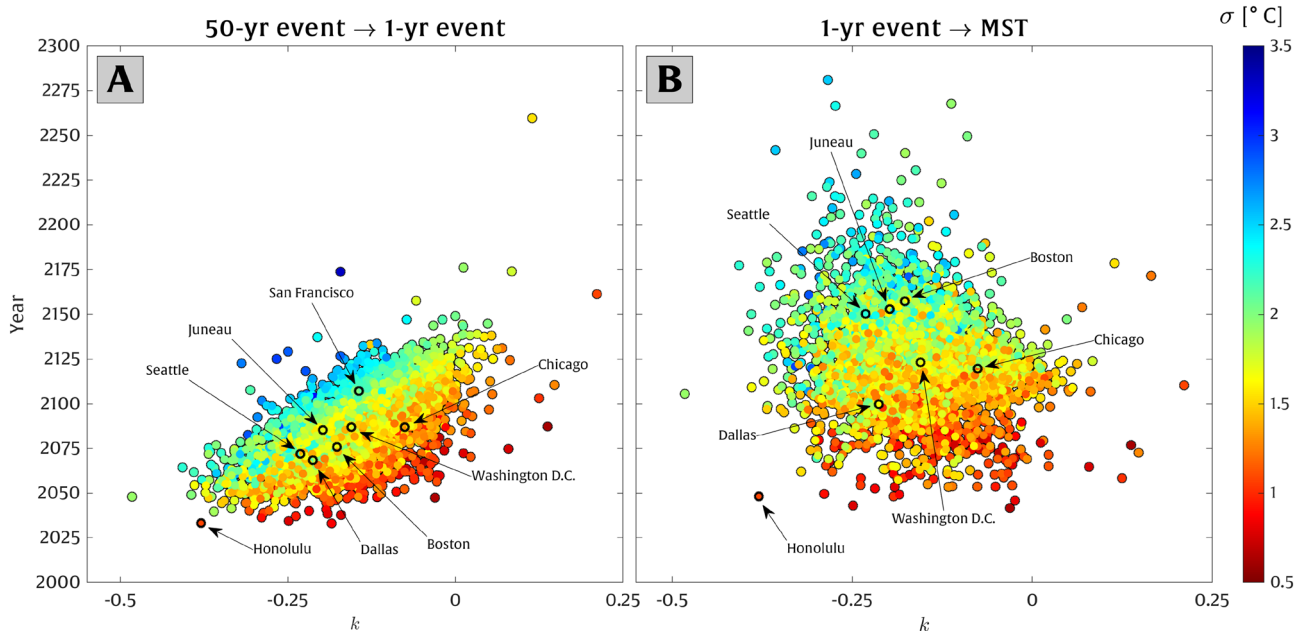 50-yr event → 1-yr event
1-yr event → MST
σ [° C]
A
B
Year
2300
2275
2250
2225
2200
2175
2150
2125
2100
2075
2050
2025
2000
San Francisco
Juneau
Seattle
Chicago
Washington D.C.
Boston
Dallas
Honolulu
-0.5
-0.25
0
0.25
k
Juneau
Seattle
Boston
Chicago
Dallas
Washington D.C.
Honolulu
-0.5
-0.25
0
0.25
k
3.5
3
2.5
2
1.5
1
0.5